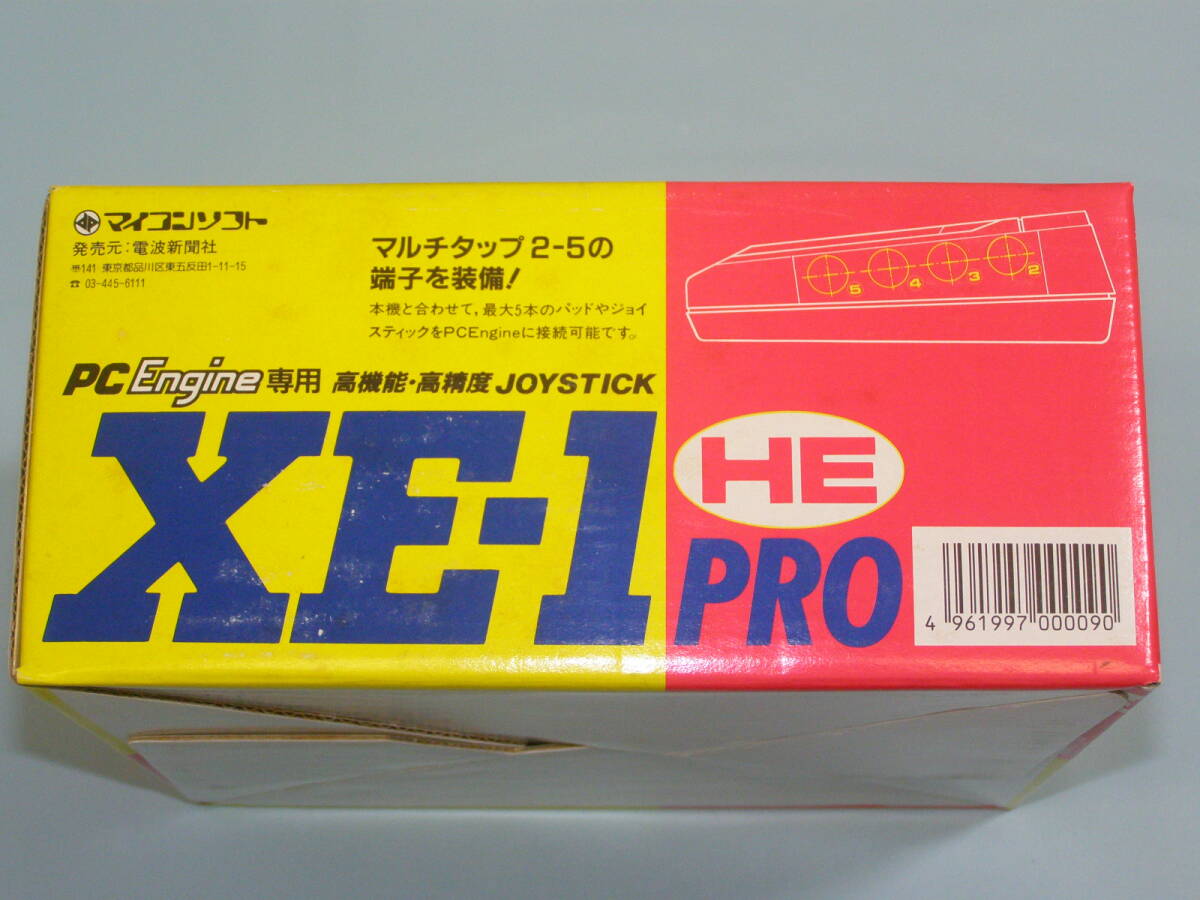 マイコンソフト
発売元:電波新聞社
〠141 東京都品川区東五反田1-11-15
☎ 03-445-6111
マルチタップ2-5の
端子を装備!
本機と合わせて,最大5本のパッドやジョイ
スティックをPCEngineに接続可能です。
5 4 3 2
PC Engine専用 高機能・高精度 JOYSTICK
XE-1
HE
PRO
4 961997 000090